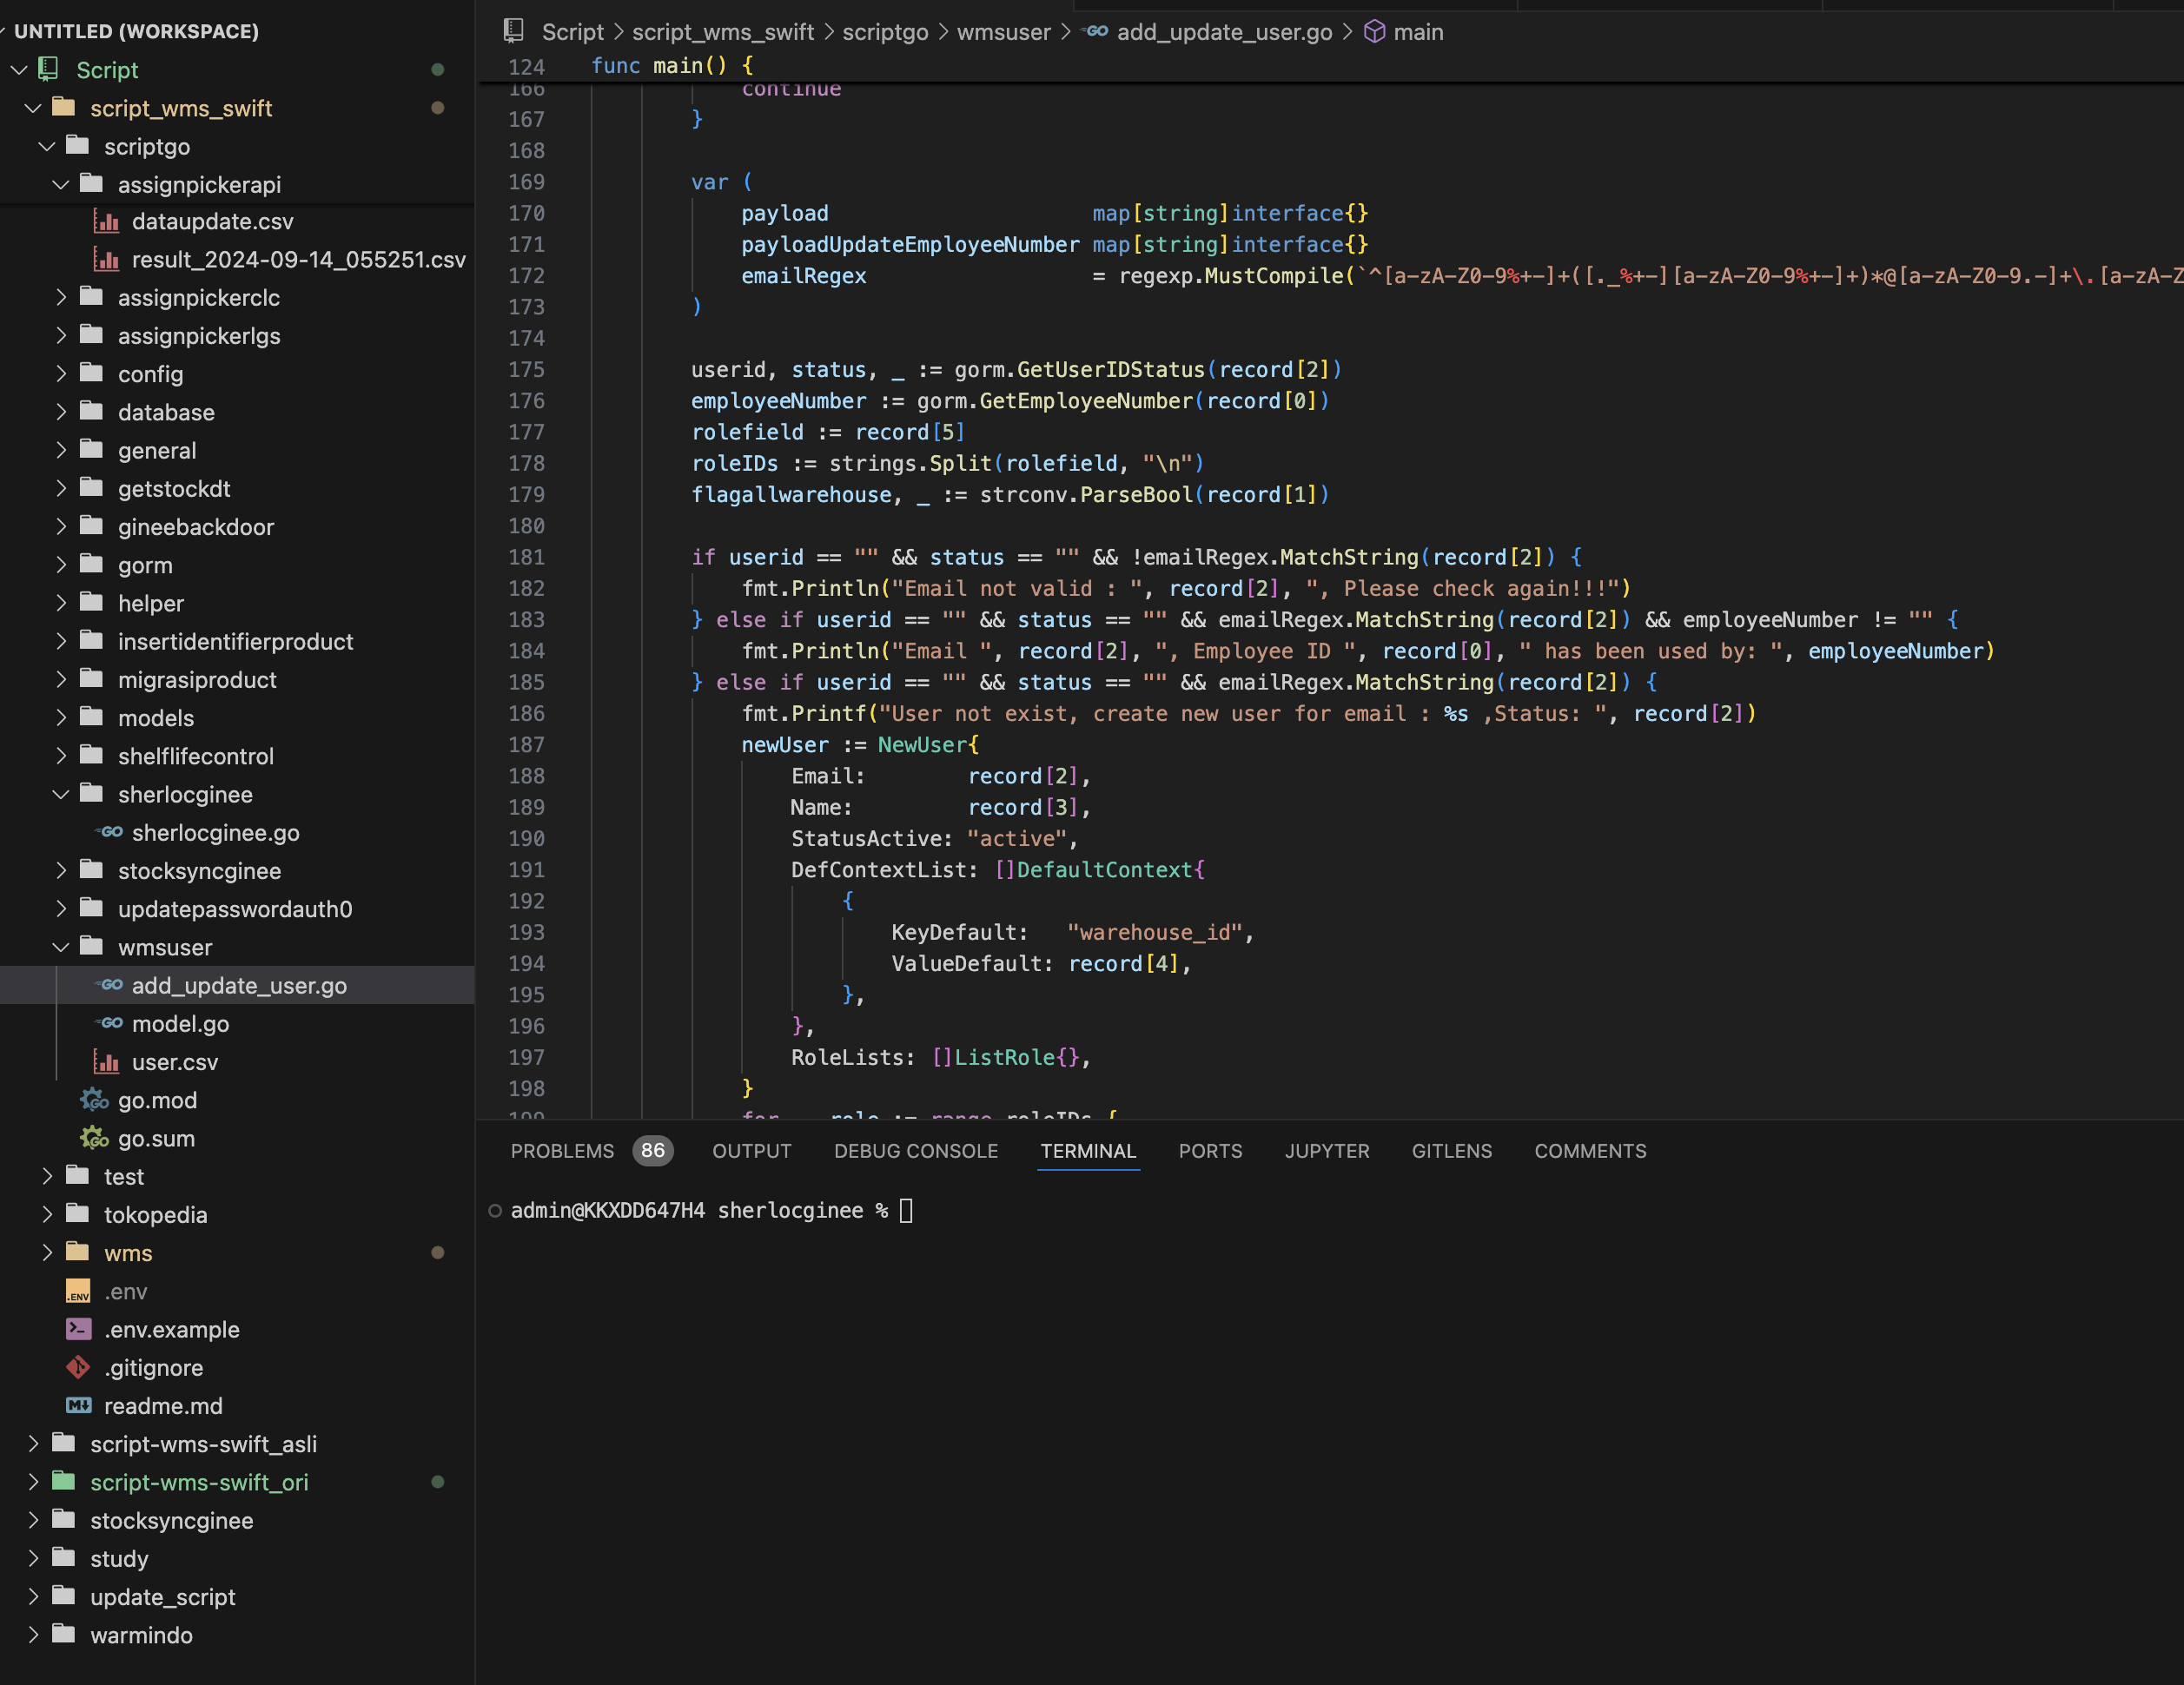 UNTITLED (WORKSPACE)
Script
script_wms_swift
scriptgo
assignpickerapi
dataupdate.csv
result_2024-09-14_055251.csv
assignpickerclc
assignpickerlgs
config
database
general
getstockdt
gineebackdoor
gorm
helper
insertidentifierproduct
migrasiproduct
models
shelflifecontrol
sherlocginee
sherlocginee.go
stocksyncginee
updatepasswordauth0
wmsuser
add_update_user.go
model.go
user.csv
go.mod
go.sum
test
tokopedia
wms
.env
.env.example
.gitignore
readme.md
script-wms-swift_asli
script-wms-swift_ori
stocksyncginee
study
update_script
warmindo
Script > script_wms_swift > scriptgo > wmsuser > add_update_user.go > main
124 func main() {
166 continue
167 }
168
169 var (
170 payload map[string]interface{}
171 payloadUpdateEmployeeNumber map[string]interface{}
172 emailRegex = regexp.MustCompile(`^[a-zA-Z0-9%+-]+([._%+-][a-zA-Z0-9%+-]+)*@[a-zA-Z0-9.-]+\.[a-zA-Z
173 )
174
175 userid, status, _ := gorm.GetUserIDStatus(record[2])
176 employeeNumber := gorm.GetEmployeeNumber(record[0])
177 rolefield := record[5]
178 roleIDs := strings.Split(rolefield, "\n")
179 flagallwarehouse, _ := strconv.ParseBool(record[1])
180
181 if userid == "" && status == "" && !emailRegex.MatchString(record[2]) {
182 fmt.Println("Email not valid : ", record[2], ", Please check again!!!")
183 } else if userid == "" && status == "" && emailRegex.MatchString(record[2]) && employeeNumber != "" {
184 fmt.Println("Email ", record[2], ", Employee ID ", record[0], " has been used by: ", employeeNumber)
185 } else if userid == "" && status == "" && emailRegex.MatchString(record[2]) {
186 fmt.Printf("User not exist, create new user for email : %s ,Status: ", record[2])
187 newUser := NewUser{
188 Email: record[2],
189 Name: record[3],
190 StatusActive: "active",
191 DefContextList: []DefaultContext{
192 {
193 KeyDefault: "warehouse_id",
194 ValueDefault: record[4],
195 },
196 },
197 RoleLists: []ListRole{},
198 }
199 for _, role := range roleIDs {
PROBLEMS 86 OUTPUT DEBUG CONSOLE TERMINAL PORTS JUPYTER GITLENS COMMENTS
admin@KKXDD647H4 sherlocginee %